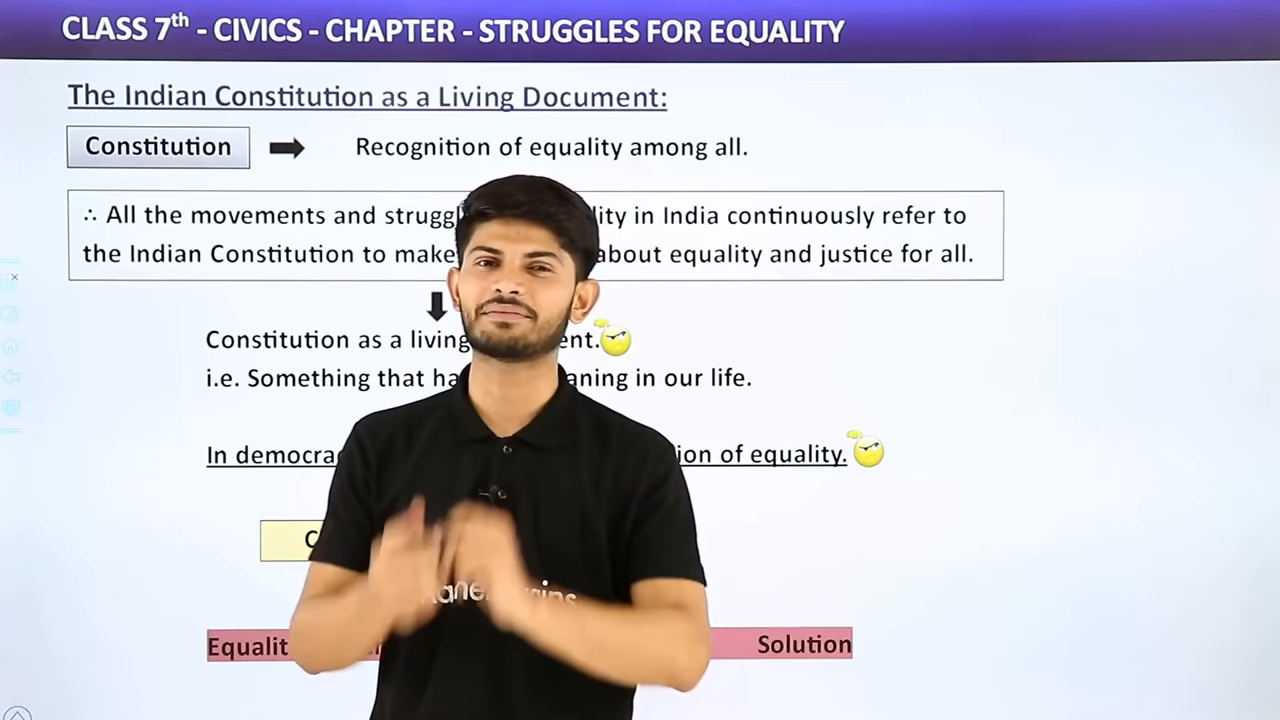 CLASS 7th - CIVICS - CHAPTER - STRUGGLES FOR EQUALITY
The Indian Constitution as a Living Document:
Constitution
Recognition of equality among all.
∴ All the movements and struggl lity in India continuously refer to
the Indian Constitution to make about equality and justice for all.
Constitution as a living ent.
i.e. Something that ha aning in our life.
In democra ion of equality.
C
Equalit Solution